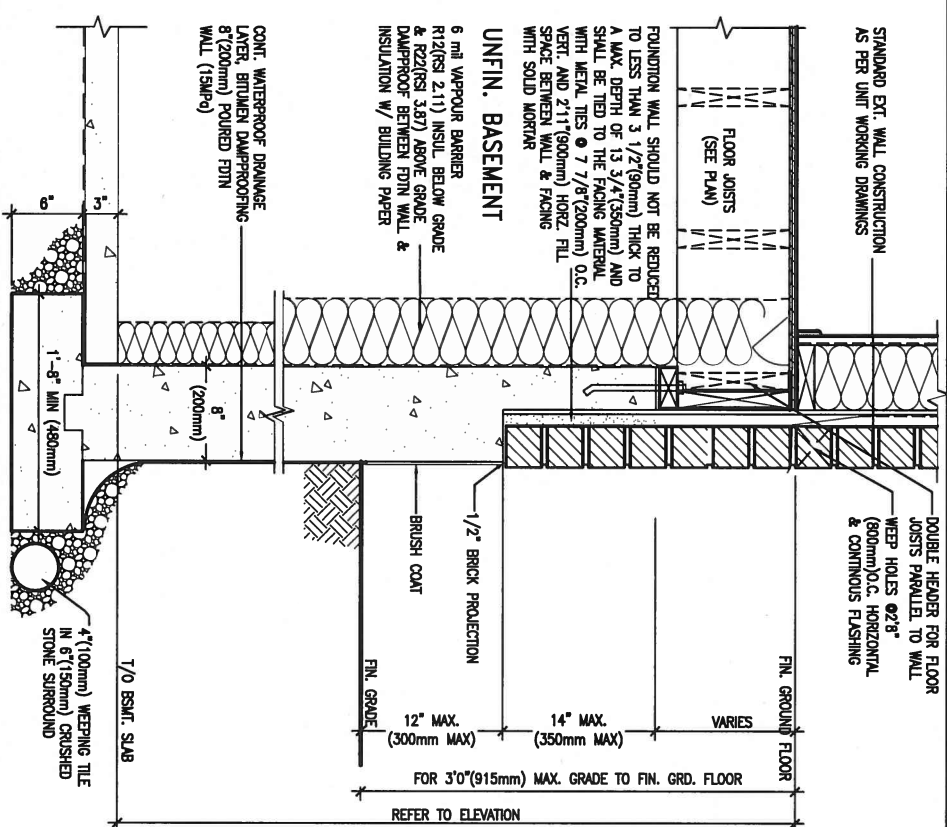 STANDARD EXT. WALL CONSTRUCTION
AS PER UNIT WORKING DRAWINGS
FLOOR JOISTS
(SEE PLAN)
FOUNDTION WALL SHOULD NOT BE REDUCED
TO LESS THAN 3 1/2"(90mm) THICK TO
A MAX. DEPTH OF 13 3/4"(350mm) AND
SHALL BE TIED TO THE FACING MATERIAL
WITH METAL TIES @ 7 7/8"(200mm) O.C.
VERT. AND 2'11"(900mm) HORZ. FILL
SPACE BETWEEN WALL & FACING
WITH SOLID MORTAR
UNFIN. BASEMENT
6 mil VAPPOUR BARRIER
R12(RSI 2.11) INSUL BELOW GRADE
& R22(RSI 3.87) ABOVE GRADE
DAMPPROOF BETWEEN FDTN WALL &
INSULATION W/ BUILDING PAPER
CONT. WATERPROOF DRAINAGE
LAYER, BITUMEN DAMPPROOFING
8"(200mm) POURED FDTN
WALL (15MPa)
6"
3"
1'-8" MIN (480mm)
8"
(200mm)
DOUBLE HEADER FOR FLOOR
JOISTS PARALLEL TO WALL
WEEP HOLES @2'8"
(800mm)O.C. HORIZONTAL
& CONTINOUS FLASHING
1/2" BRICK PROJECTION
BRUSH COAT
FIN. GROUND FLOOR
VARIES
14" MAX.
(350mm MAX)
12" MAX.
(300mm MAX)
FIN. GRADE
FOR 3'0"(915mm) MAX. GRADE TO FIN. GRD. FLOOR
REFER TO ELEVATION
T/O BSMT. SLAB
4"(100mm) WEEPING TILE
IN 6"(150mm) CRUSHED
STONE SURROUND